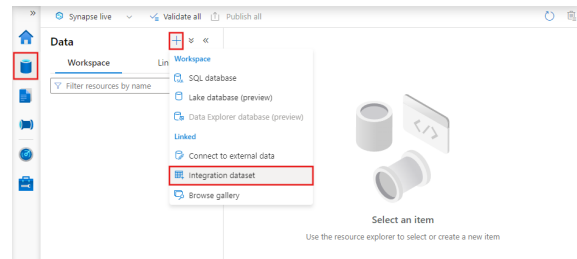 »
Synapse live
Validate all
Publish all
Data
+
«
Workspace
Lin
Filter resources by name
Workspace
SQL database
Lake database (preview)
Data Explorer database (preview)
Linked
Connect to external data
Integration dataset
Browse gallery
Select an item
Use the resource explorer to select or create a new item